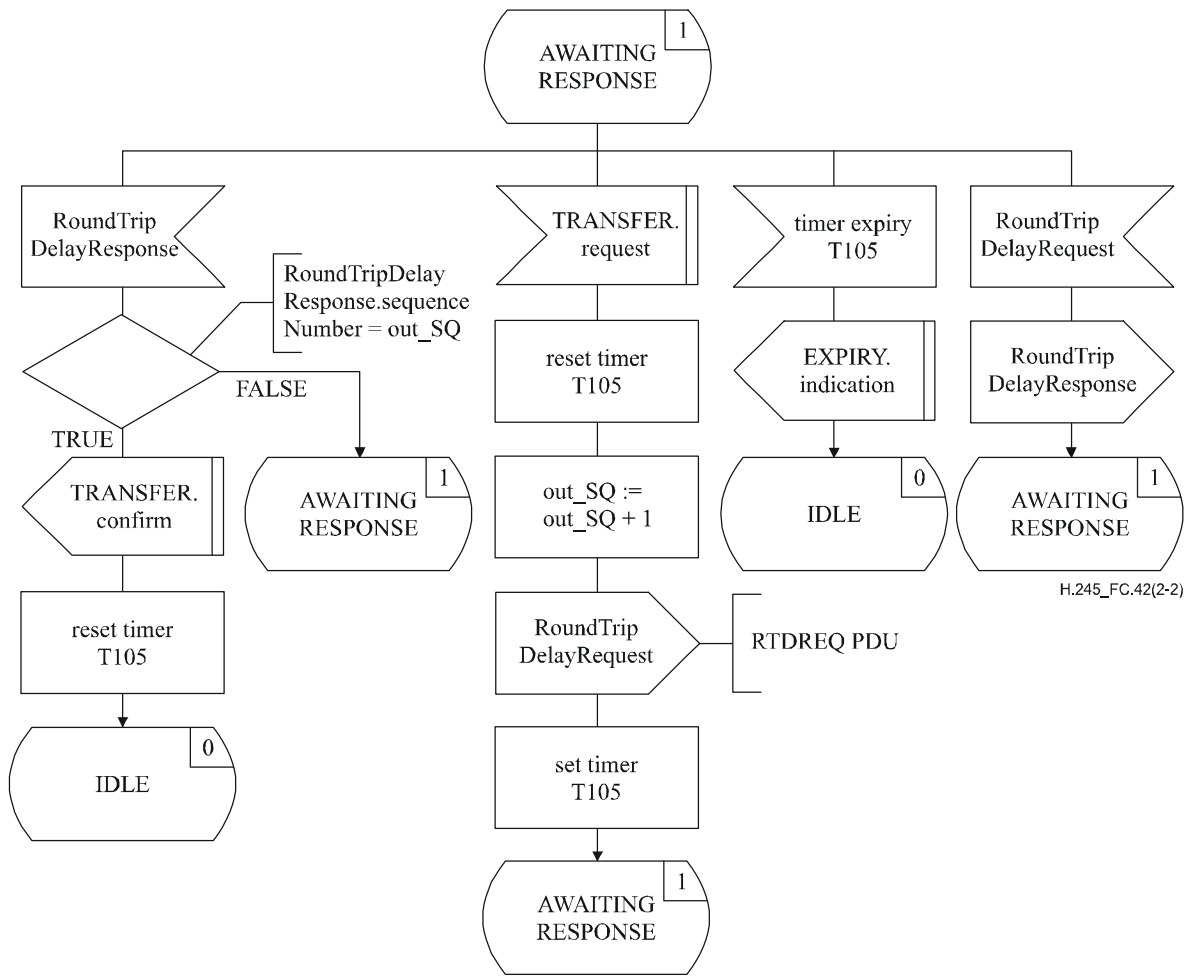 1
AWAITING
RESPONSE
RoundTrip
DelayResponse
RoundTripDelay
Response.sequence
Number = out_SQ
FALSE
TRUE
TRANSFER.
confirm
reset timer
T105
0
IDLE
1
AWAITING
RESPONSE
TRANSFER.
request
reset timer
T105
out_SQ :=
out_SQ + 1
RoundTrip
DelayRequest
RTDREQ PDU
set timer
T105
1
AWAITING
RESPONSE
timer expiry
T105
EXPIRY.
indication
0
IDLE
RoundTrip
DelayRequest
RoundTrip
DelayResponse
1
AWAITING
RESPONSE
H.245_FC.42(2-2)